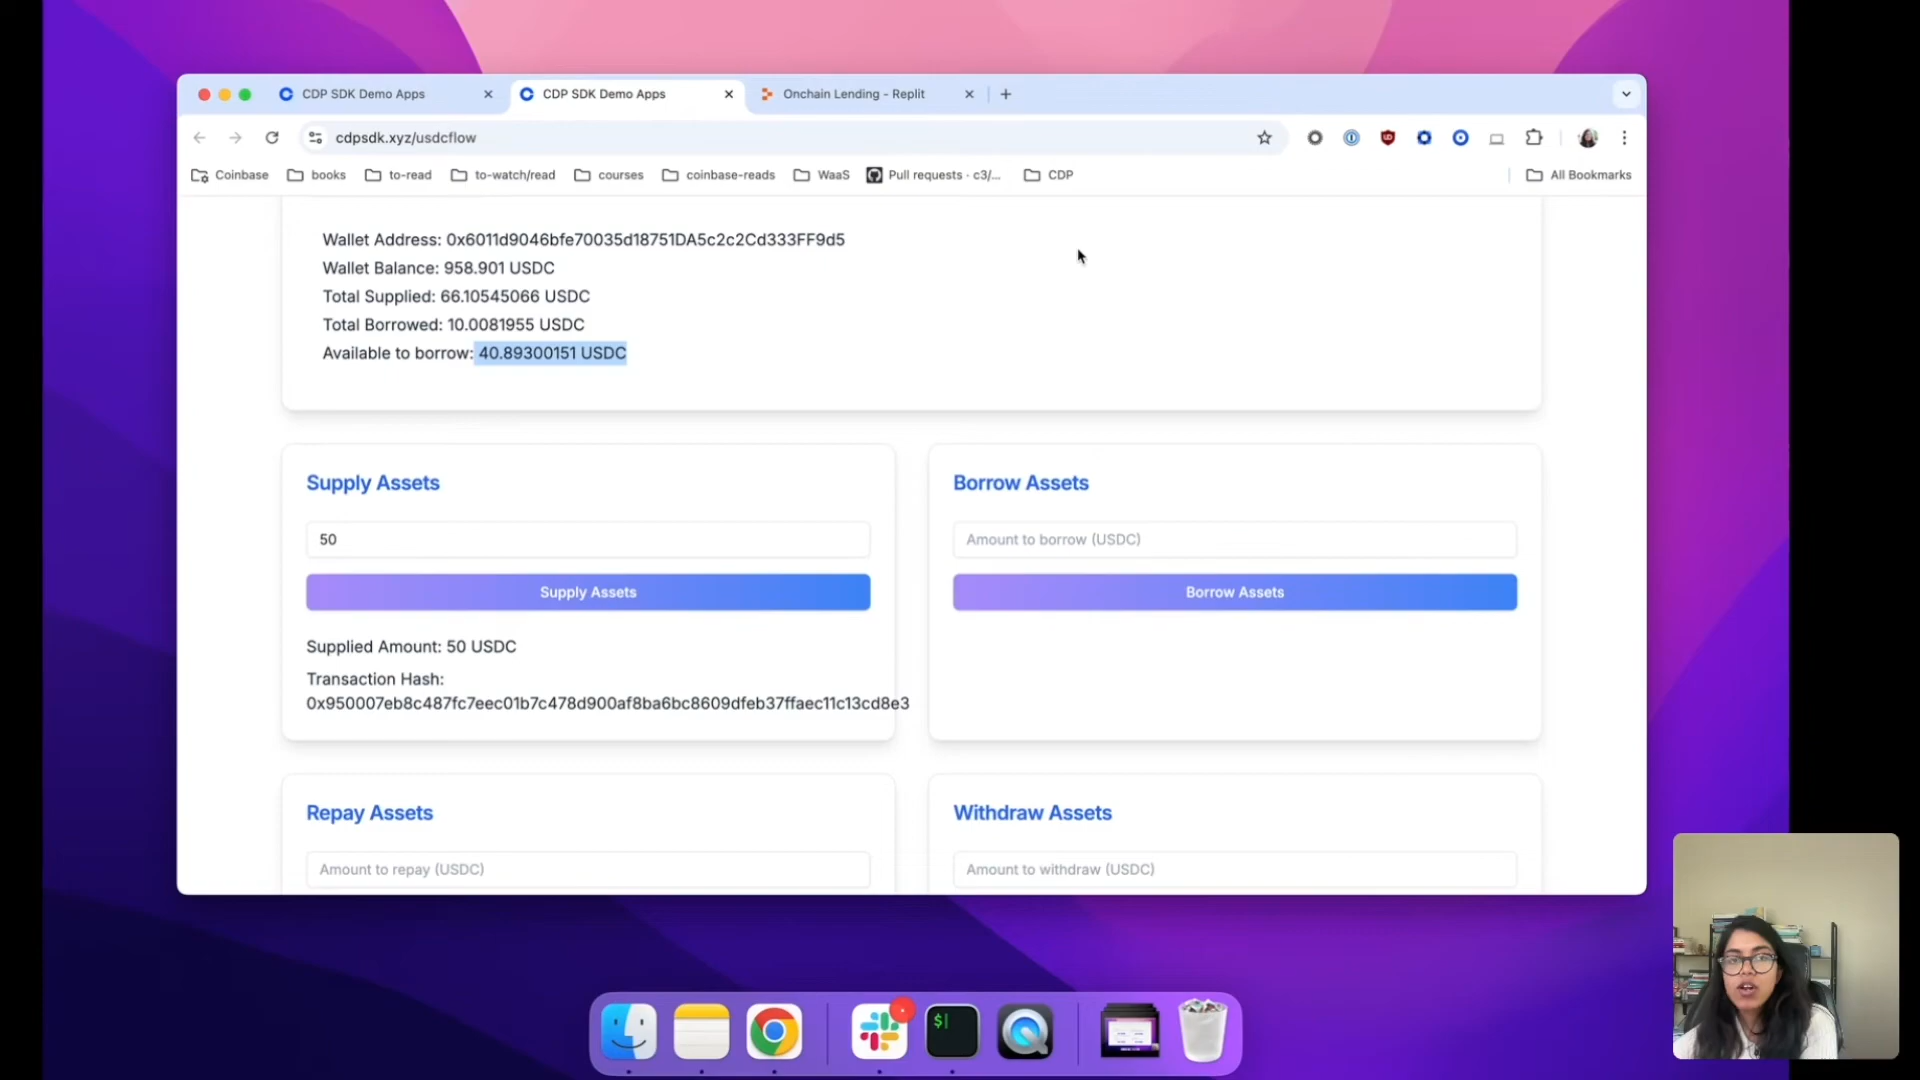 CDP SDK Demo Apps
CDP SDK Demo Apps
Onchain Lending - Replit
cdpsdk.xyz/usdcflow
Coinbase
books
to-read
to-watch/read
courses
coinbase-reads
WaaS
Pull requests · c3/...
CDP
All Bookmarks
Wallet Address: 0x6011d9046bfe70035d18751DA5c2c2Cd333FF9d5
Wallet Balance: 958.901 USDC
Total Supplied: 66.10545066 USDC
Total Borrowed: 10.0081955 USDC
Available to borrow: 40.89300151 USDC
Supply Assets
50
Supply Assets
Supplied Amount: 50 USDC
Transaction Hash:
0x950007eb8c487fc7eec01b7c478d900af8ba6bc8609dfeb37ffaec11c13cd8e3
Borrow Assets
Amount to borrow (USDC)
Borrow Assets
Repay Assets
Amount to repay (USDC)
Withdraw Assets
Amount to withdraw (USDC)
$